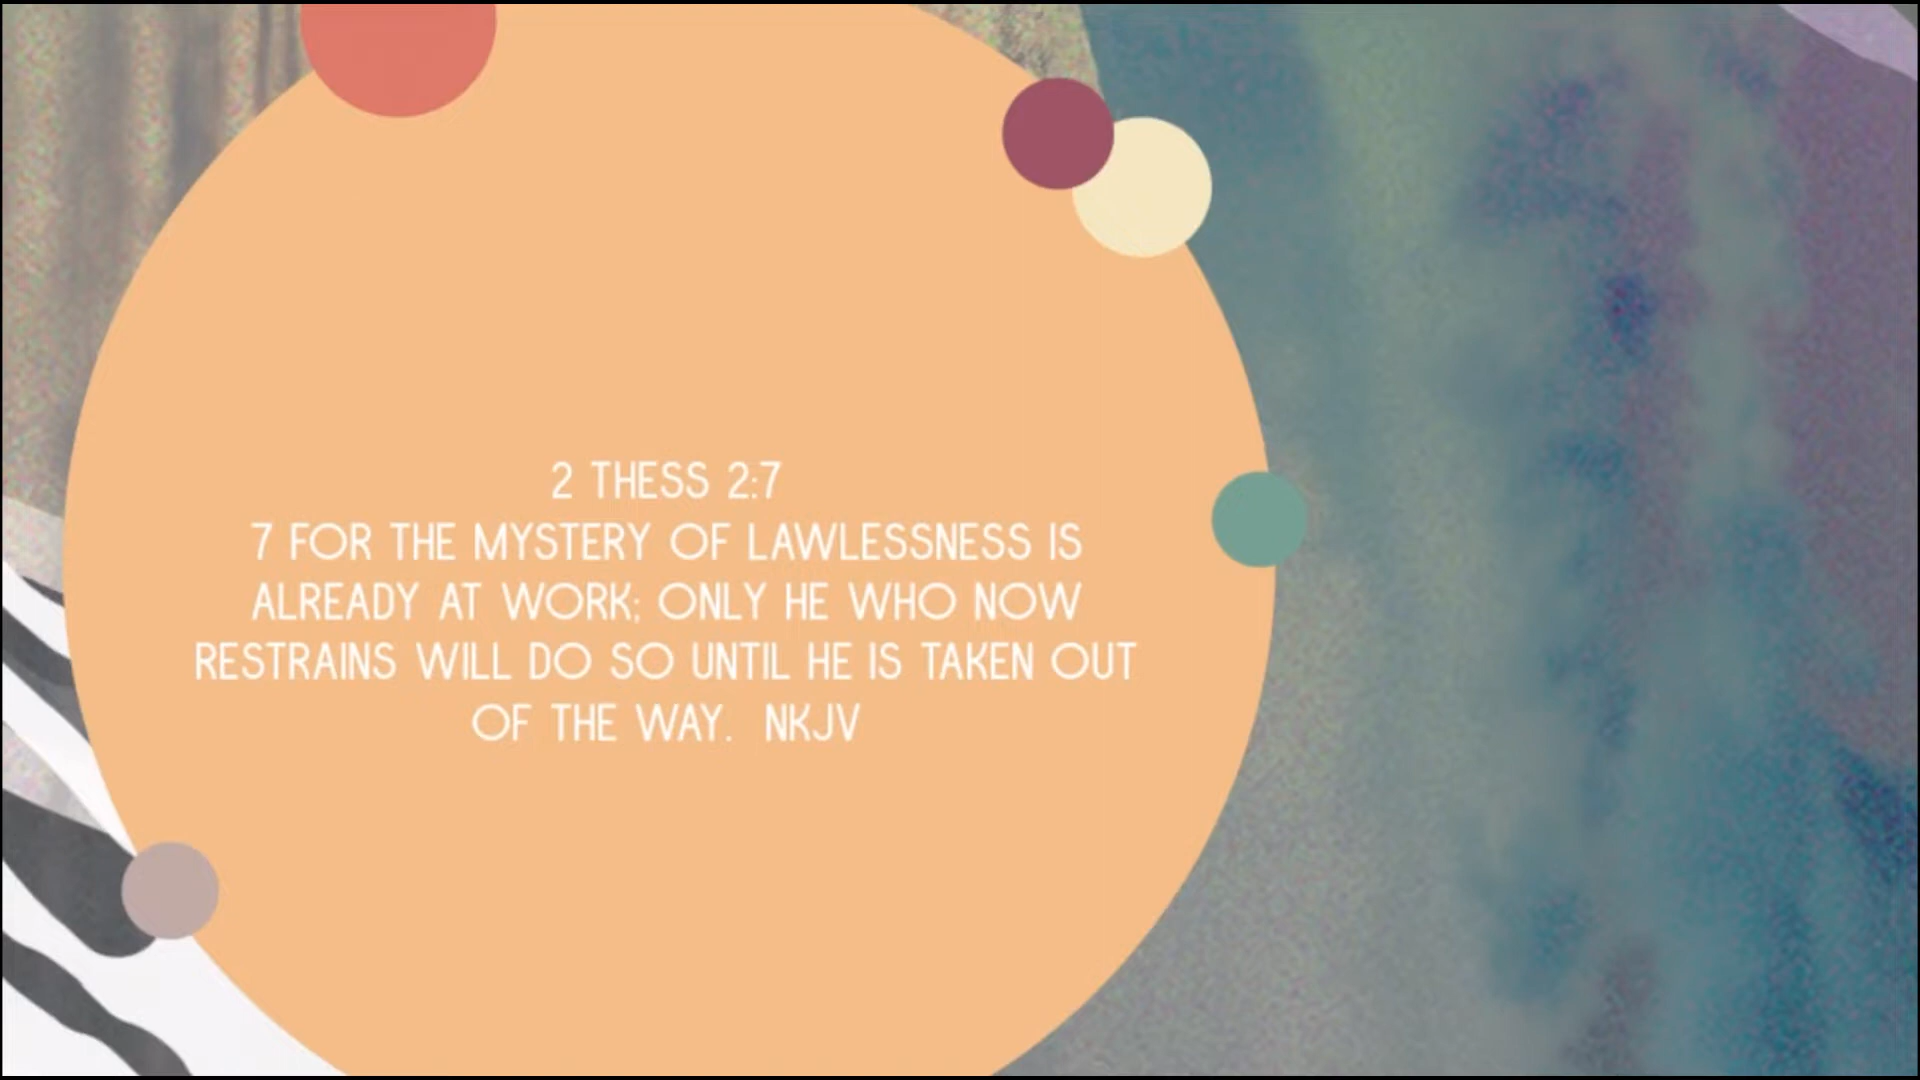 2 THESS 2:7
7 FOR THE MYSTERY OF LAWLESSNESS IS
ALREADY AT WORK; ONLY HE WHO NOW
RESTRAINS WILL DO SO UNTIL HE IS TAKEN OUT
OF THE WAY. NKJV